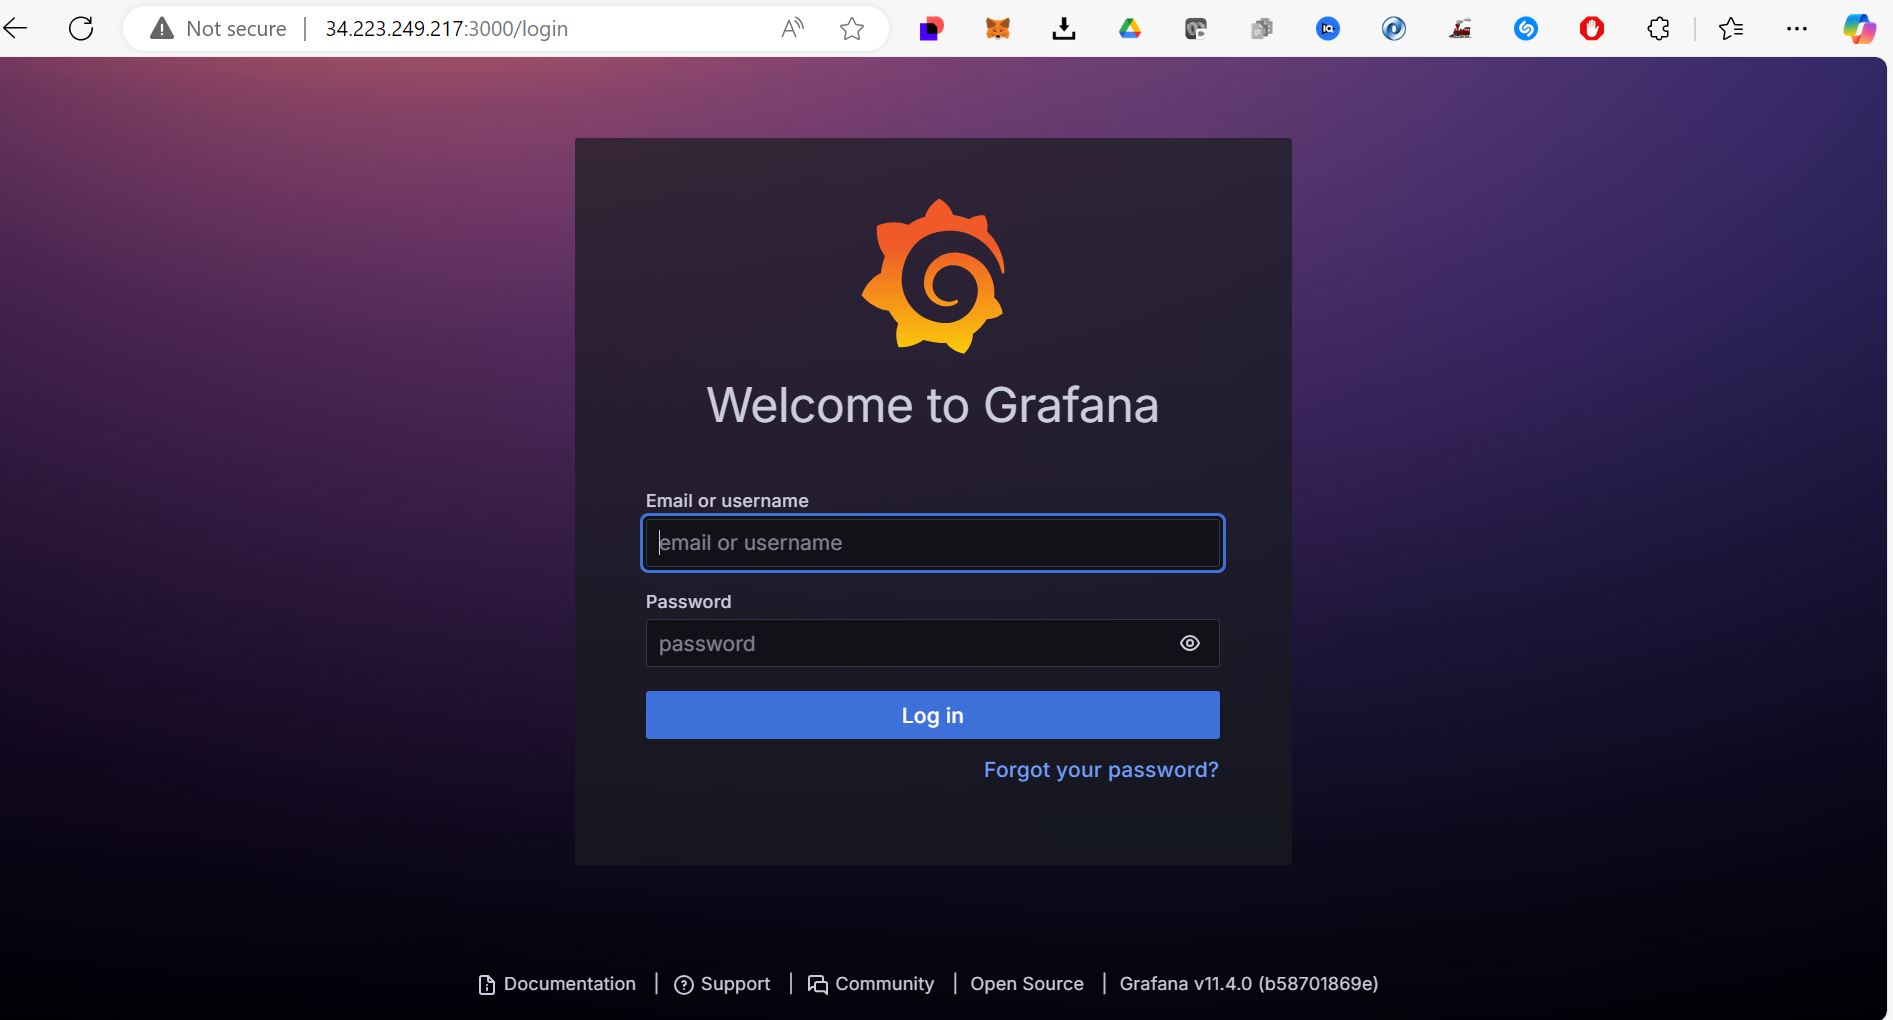 Not secure | 34.223.249.217:3000/login
Welcome to Grafana
Email or username
email or username
Password
password
Log in
Forgot your password?
Documentation | Support | Community | Open Source | Grafana v11.4.0 (b58701869e)